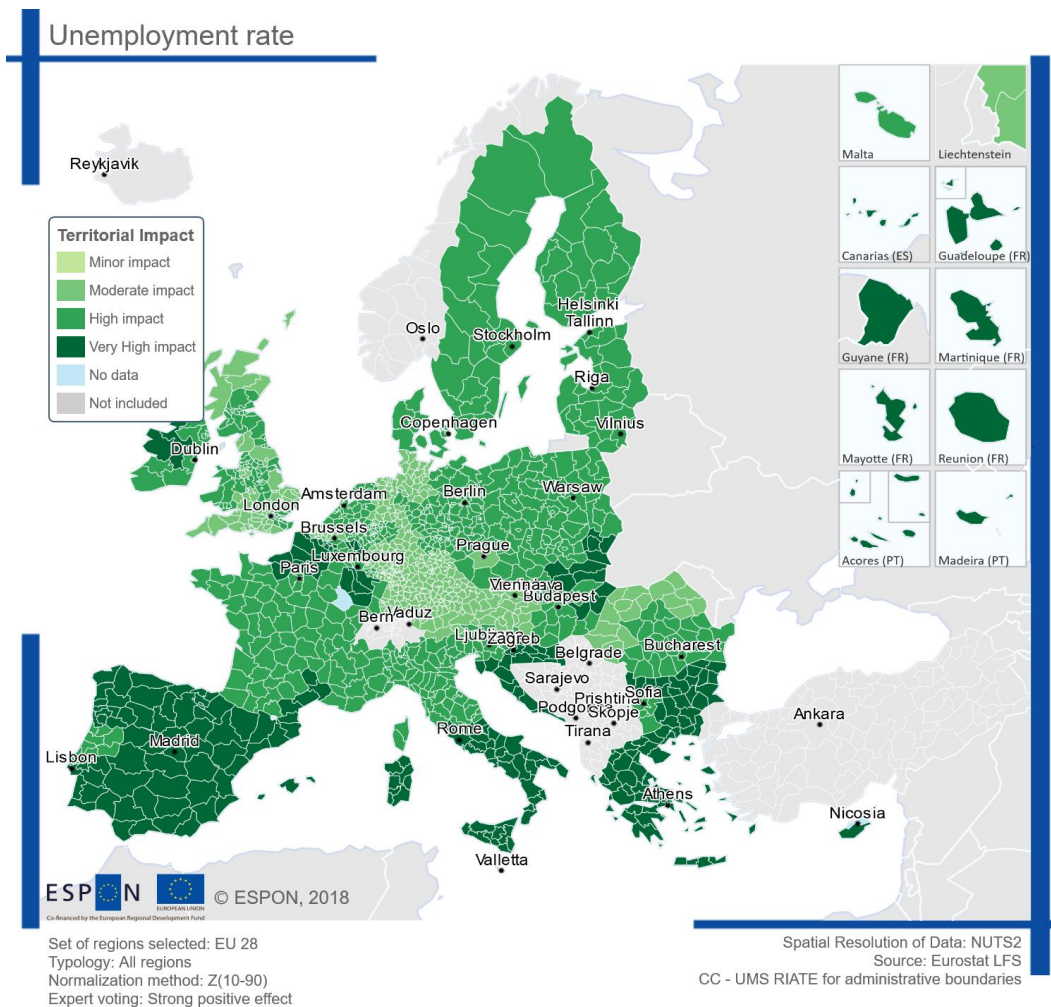 Unemployment rate
Reykjavik
Territorial Impact
Minor impact
Moderate impact
High impact
Very High impact
No data
Not included
Oslo
Stockholm
Helsinki
Tallinn
Riga
Vilnius
Copenhagen
Dublin
London
Amsterdam
Brussels
Luxembourg
Paris
Berlin
Warsaw
Prague
Vienna
Budapest
Bern
Vaduz
Zagreb
Belgrade
Bucharest
Sarajevo
Prishtina
Sofia
Skopje
Tirana
Rome
Madrid
Lisbon
Athens
Ankara
Nicosia
Valletta
Malta
Liechtenstein
Canarias (ES)
Guadeloupe (FR)
Guyane (FR)
Martinique (FR)
Mayotte (FR)
Reunion (FR)
Acores (PT)
Madeira (PT)
ESPON
EUROPEAN UNION
Co-financed by the European Regional Development Fund
© ESPON, 2018
Set of regions selected: EU 28
Typology: All regions
Normalization method: Z(10-90)
Expert voting: Strong positive effect
Spatial Resolution of Data: NUTS2
Source: Eurostat LFS
CC - UMS RIATE for administrative boundaries